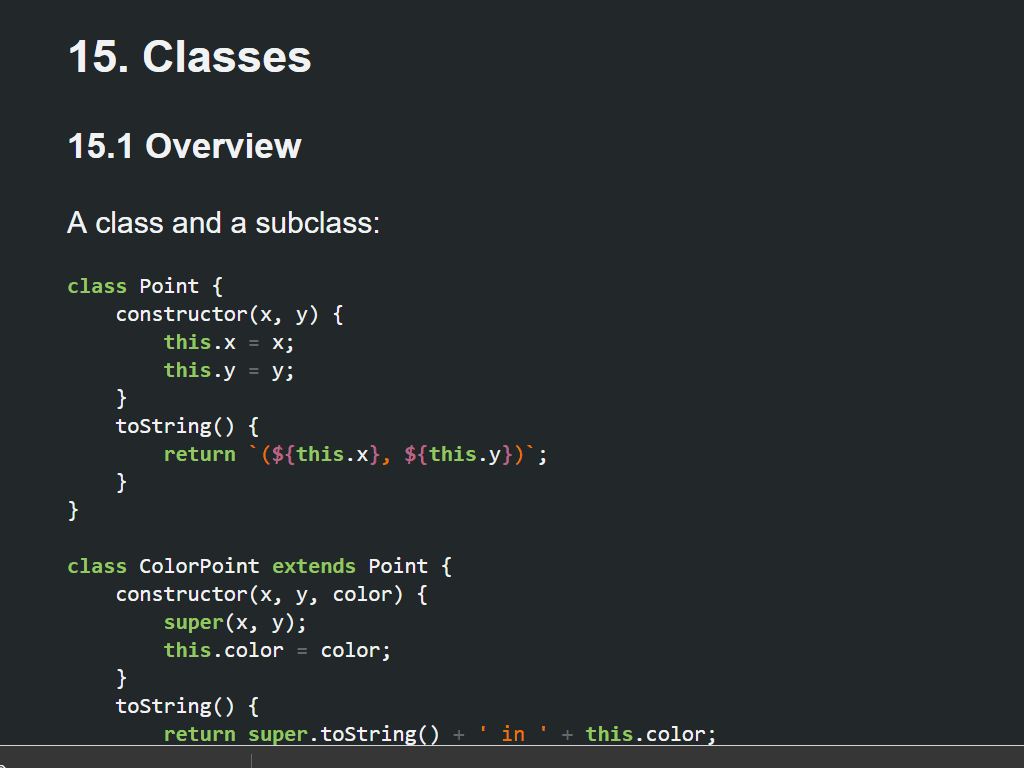 15. Classes
15.1 Overview
A class and a subclass:
class Point {
    constructor(x, y) {
        this.x = x;
        this.y = y;
    }
    toString() {
        return `(${this.x}, ${this.y})`;
    }
}
class ColorPoint extends Point {
    constructor(x, y, color) {
        super(x, y);
        this.color = color;
    }
    toString() {
        return super.toString() + ' in ' + this.color;